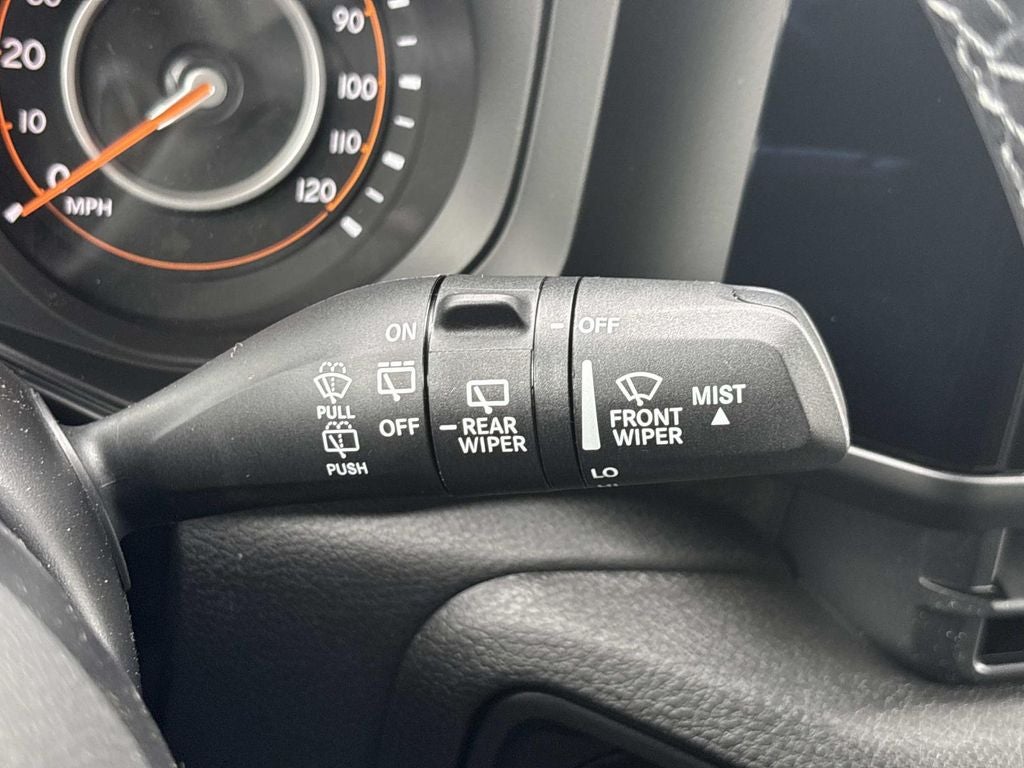 20
10
0
MPH
90
100
110
120
ON
PULL
OFF
PUSH
REAR
WIPER
OFF
FRONT
WIPER
MIST
LO